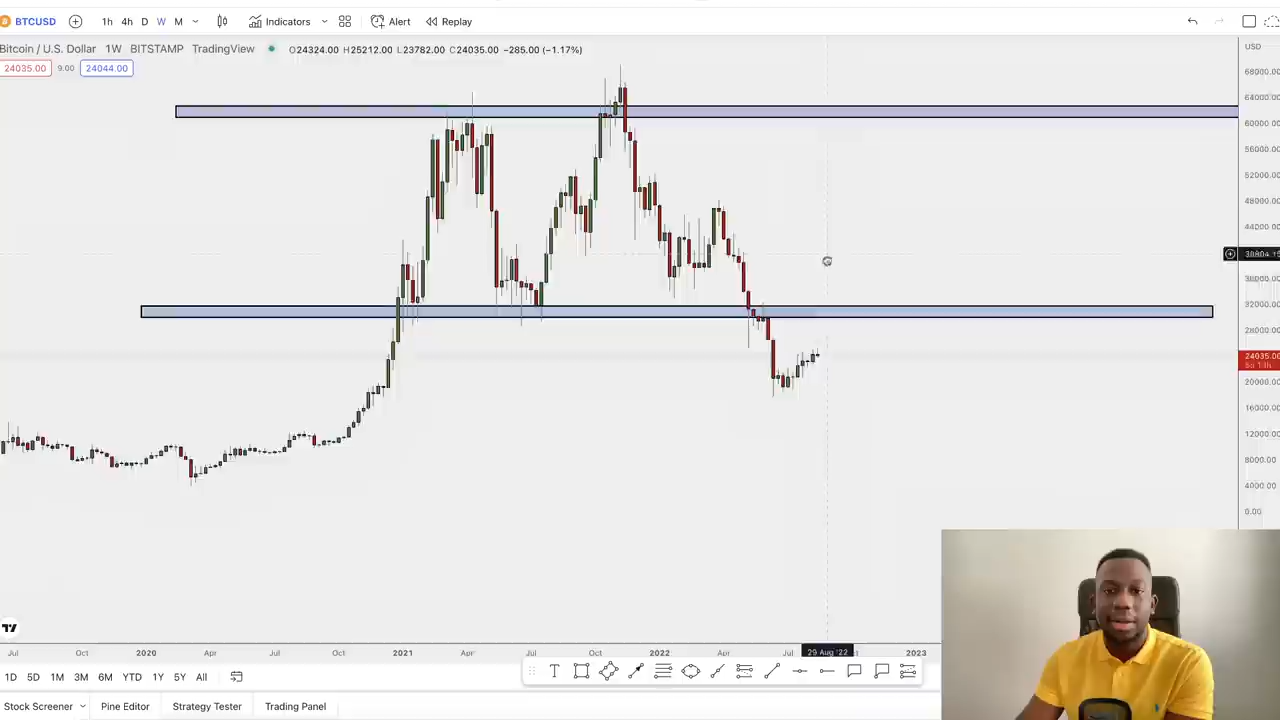 BTCUSD 1h 4h D W M Indicators Alert Replay
Bitcoin / U.S. Dollar 1W BITSTAMP TradingView O24324.00 H25212.00 L23782.00 C24035.00 −285.00 (−1.17%)
USD
24035.00 9.00 24044.00
68000.00
64000.00
60000.00
56000.00
52000.00
48000.00
44000.00
36000.00
32000.00
28000.00
24035.00
20000.00
16000.00
12000.00
8000.00
4000.00
0.00
Jul Oct 2020 Apr Jul Oct 2021 Apr Jul Oct 2022 Apr Jul 29 Aug '22 2023
1D 5D 1M 3M 6M YTD 1Y 5Y All
Stock Screener Pine Editor Strategy Tester Trading Panel